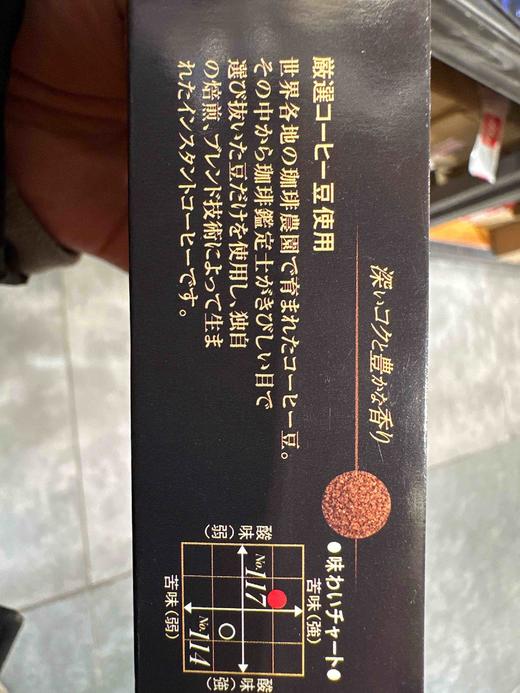 深いコクと豊かな香り
厳選コーヒー豆使用
世界各地の珈琲農園で育まれたコーヒー豆。
その中から珈琲鑑定士がきびしい目で
選び抜いた豆だけを使用し、独自
の焙煎、ブレンド技術によって生ま
れたインスタントコーヒーです。
●味わいチャート●
苦味(強)
酸味(弱)
No.117
No.114
酸味(強)
苦味(弱)